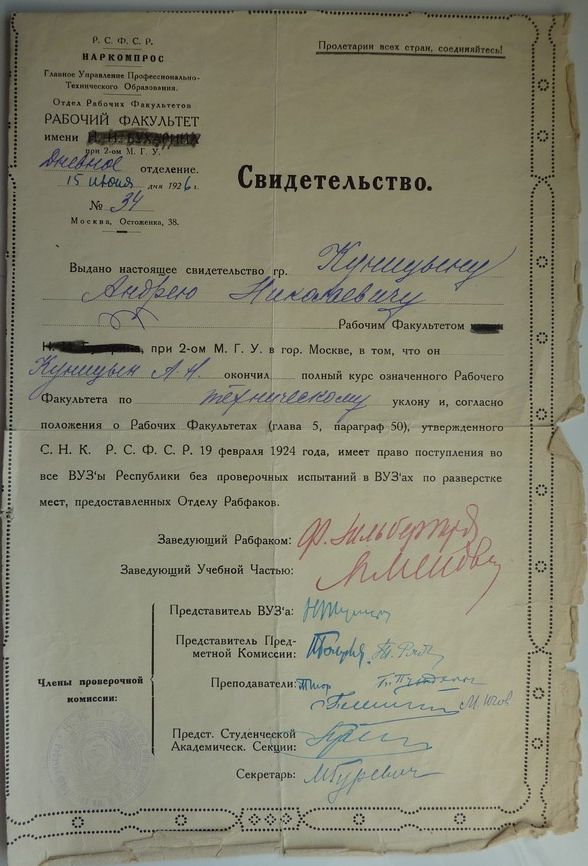 Р. С. Ф. С. Р.
НАРКОМПРОС
Главное Управление Профессионально-
Технического Образования.
Отдел Рабочих Факультетов
РАБОЧИЙ ФАКУЛЬТЕТ
имени Н. И. БУХАРИНА
при 2-ом М. Г. У.
Дневное отделение.
15 июня дня 1926 г.
№ 34
Москва, Остоженка, 38.
Пролетарии всех стран, соединяйтесь!
Свидетельство.
Выдано настоящее свидетельство гр. Куницыну
Андрею Николаевичу
Рабочим Факультетом
при 2-ом М. Г. У. в гор. Москве, в том, что он
Куницын А. Н. окончил полный курс означенного Рабочего
Факультета по техническому уклону и, согласно
положения о Рабочих Факультетах (глава 5, параграф 50), утвержденного
С. Н. К. Р. С. Ф. С. Р. 19 февраля 1924 года, имеет право поступления во
все ВУЗ'ы Республики без проверочных испытаний в ВУЗ'ах по разверстке
мест, предоставленных Отделу Рабфаков.
Заведующий Рабфаком:
Заведующий Учебной Частью:
Члены проверочной
комиссии:
Представитель ВУЗ'а:
Представитель Пред-
метной Комиссии:
Преподаватели:
Предст. Студенческой
Академическ. Секции:
Секретарь: МГуревич